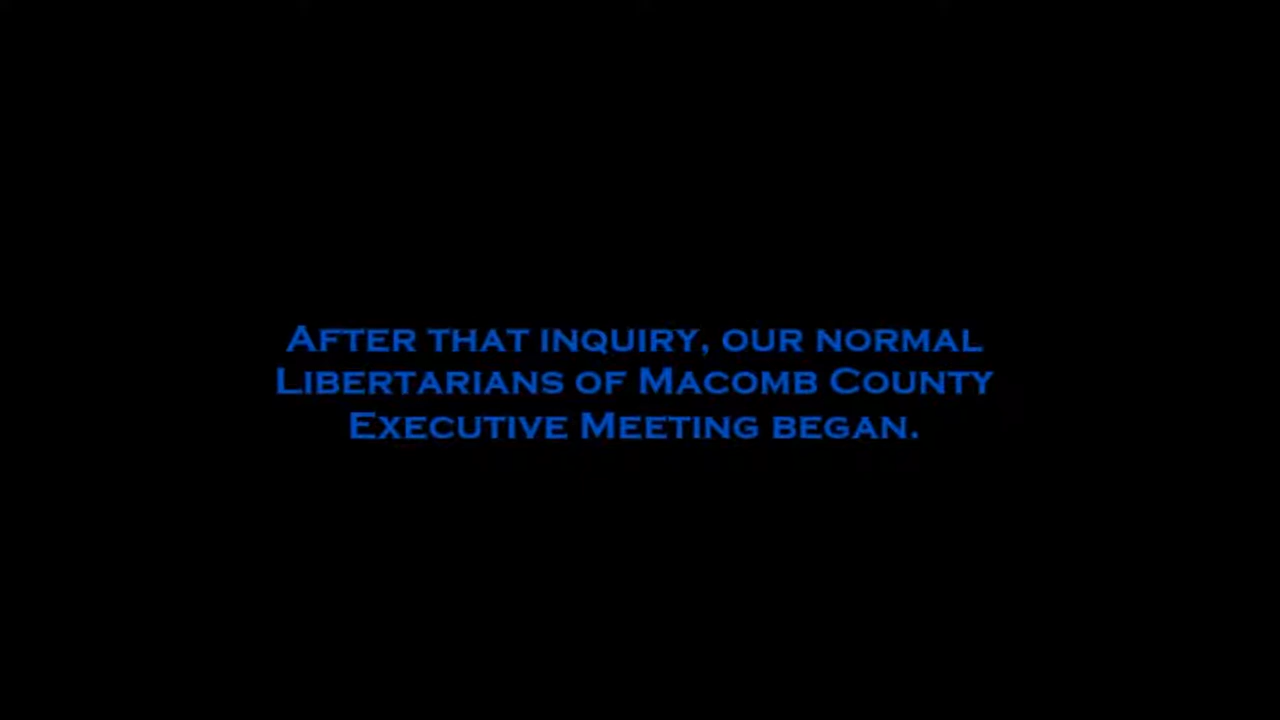 After that inquiry, our normal
Libertarians of Macomb County
Executive Meeting began.